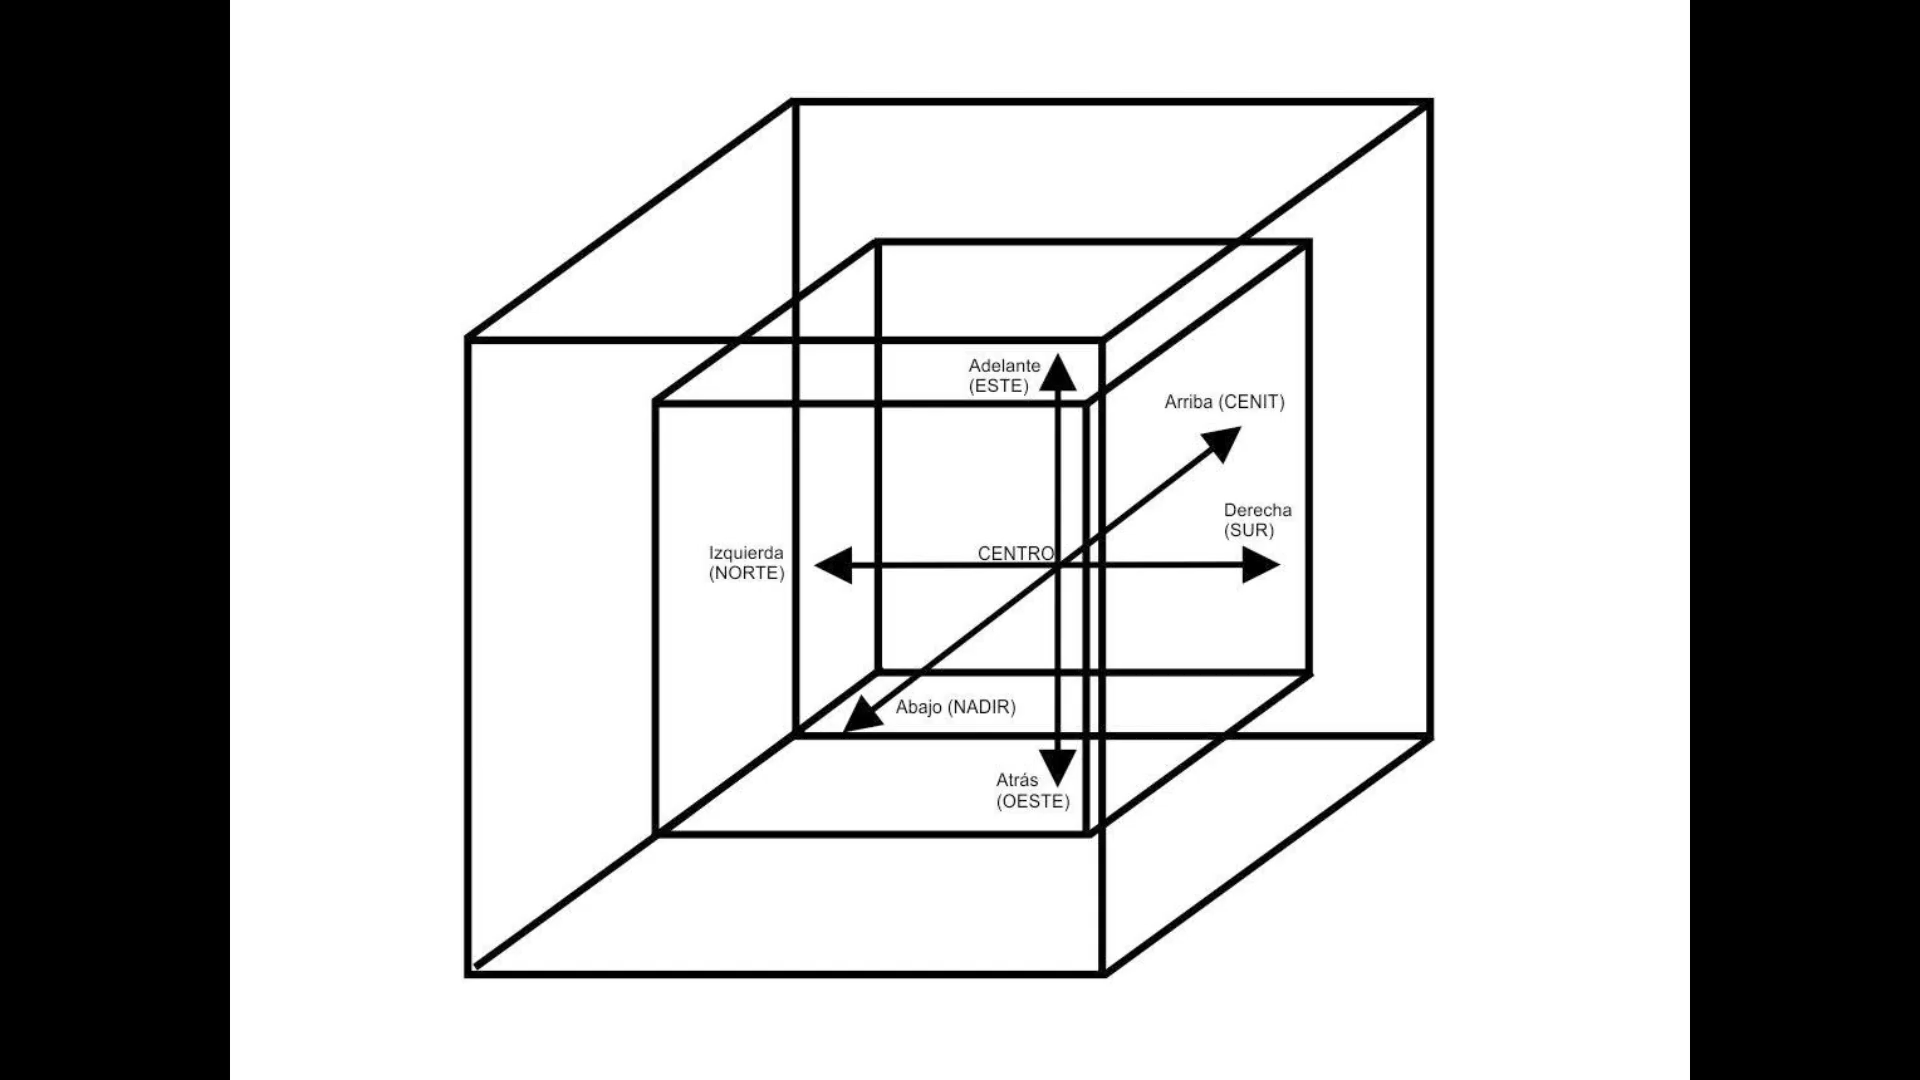 Adelante
(ESTE)
Arriba (CENIT)
Derecha
(SUR)
Izquierda
(NORTE)
CENTRO
Abajo (NADIR)
Atrás
(OESTE)